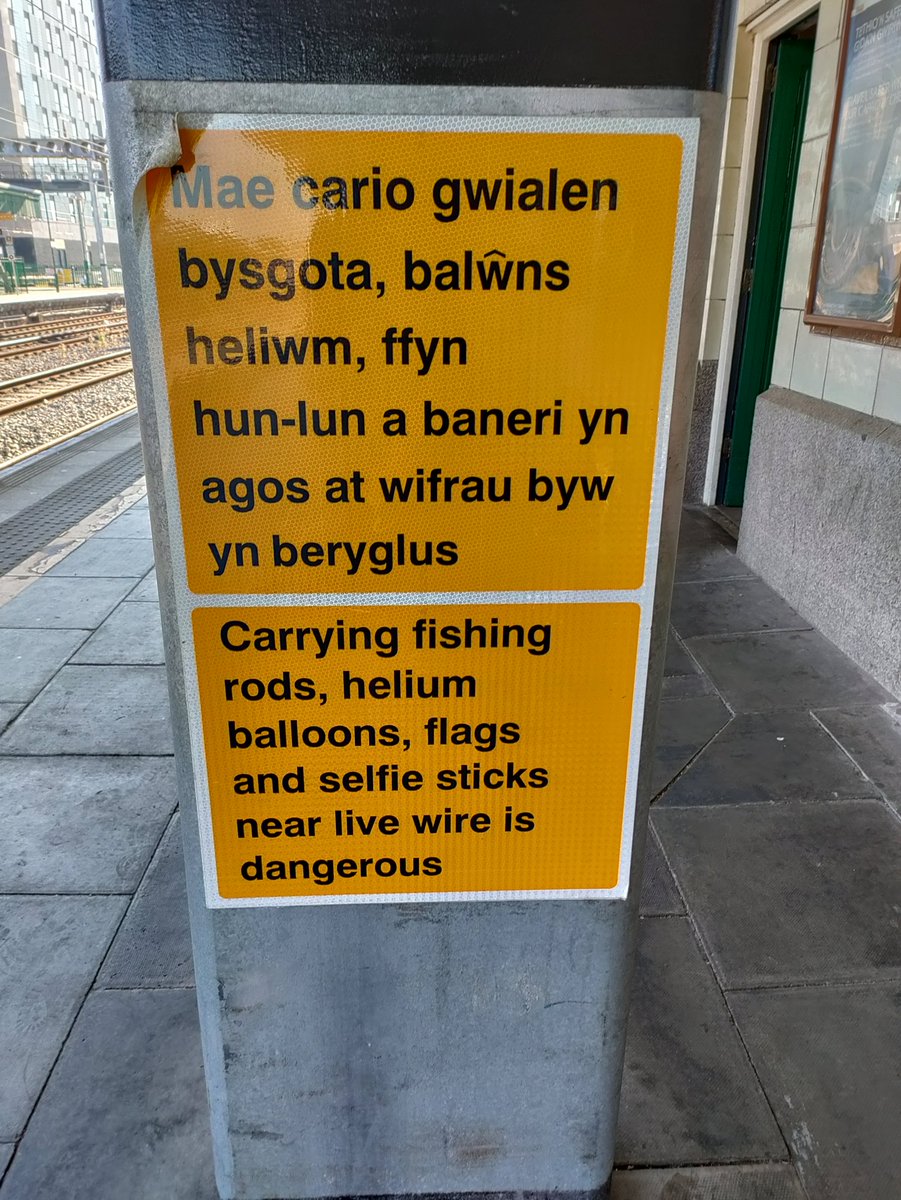 Mae cario gwialen
bysgota, balŵns
heliwm, ffyn
hun-lun a baneri yn
agos at wifrau byw
yn beryglus
Carrying fishing
rods, helium
balloons, flags
and selfie sticks
near live wire is
dangerous